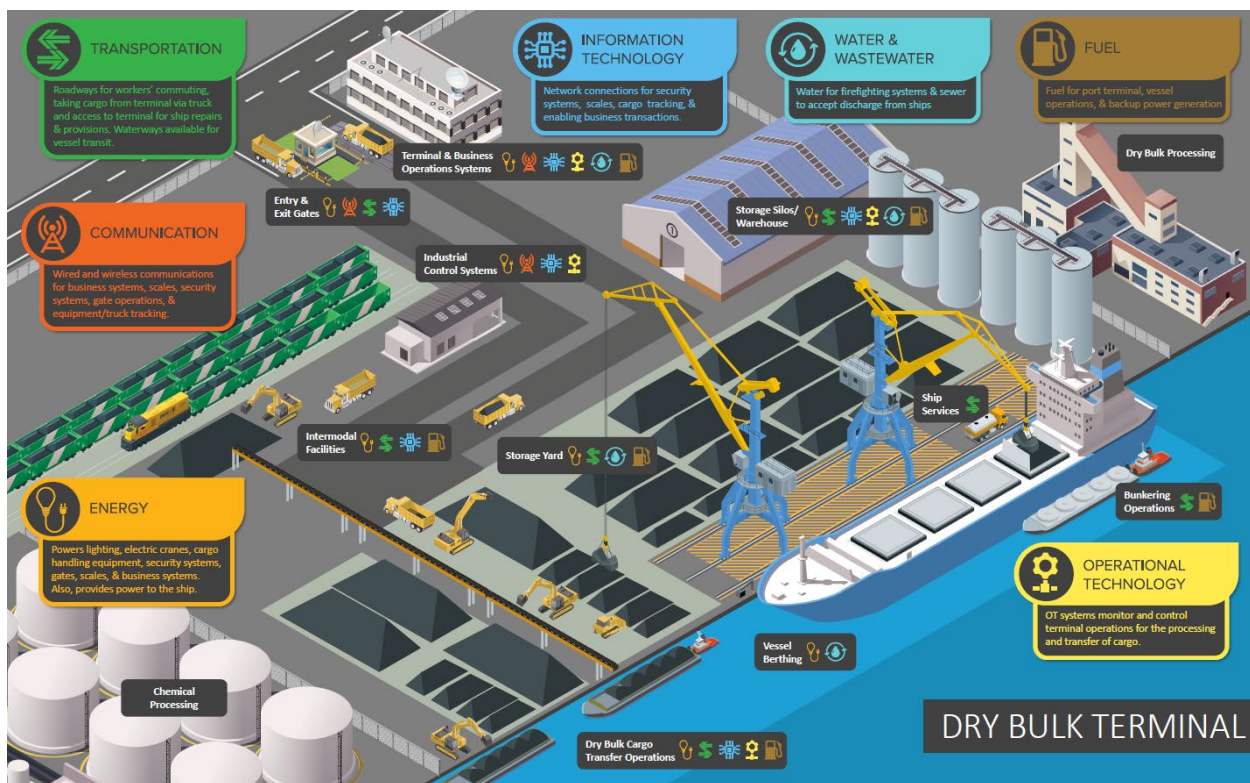 TRANSPORTATION
Roadways for workers' commuting,
taking cargo from terminal via truck
and access to terminal for ship repairs
& provisions. Waterways available for
vessel transit.
INFORMATION
TECHNOLOGY
Network connections for security
systems, scales, cargo tracking, &
enabling business transactions.
WATER &
WASTEWATER
Water for firefighting systems & sewer
to accept discharge from ships
FUEL
Fuel for port terminal, vessel
operations, & backup power generation
Dry Bulk Processing
Terminal & Business
Operations Systems
Entry &
Exit Gates
Storage Silos/
Warehouse
1
COMMUNICATION
Wired and wireless communications
for business systems, scales, security
systems, gate operations, &
equipment/truck tracking.
Industrial
Control Systems
Ship
Services
Intermodal
Facilities
Storage Yard
Bunkering
Operations
ENERGY
Powers lighting, electric cranes, cargo
handling equipment, security systems,
gates, scales, & business systems.
Also, provides power to the ship.
OPERATIONAL
TECHNOLOGY
OT systems monitor and control
terminal operations for the processing
and transfer of cargo.
Vessel
Berthing
Chemical
Processing
Dry Bulk Cargo
Transfer Operations
DRY BULK TERMINAL